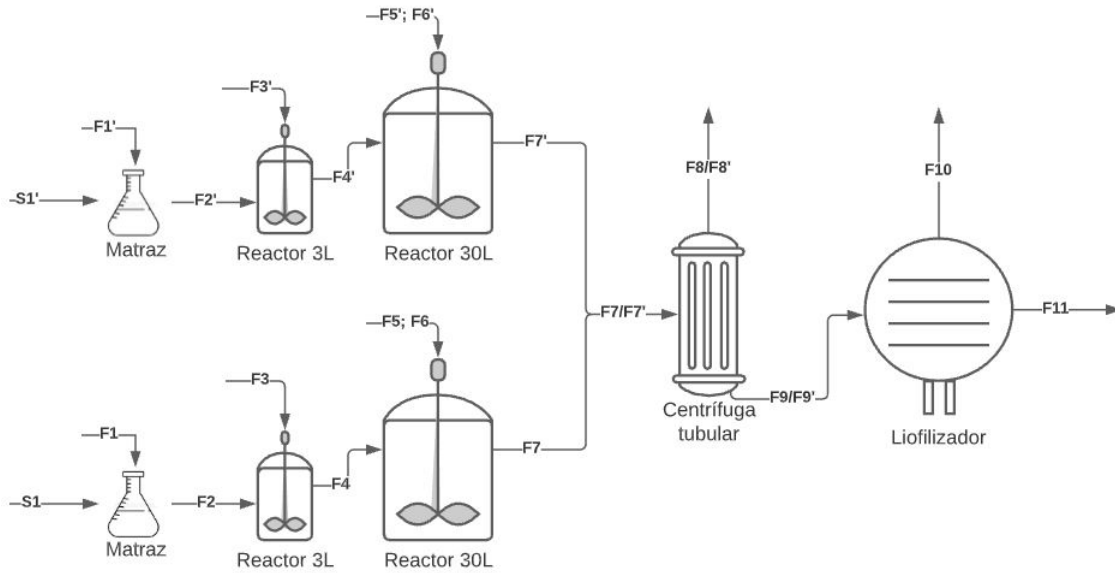 F5'; F6'
F3'
F1'
F7'
F8/F8'
F10
F4'
S1'
F2'
Matraz
Reactor 3L
Reactor 30L
F7/F7'
F11
F5; F6
F3
F9/F9'
Centrífuga
tubular
Liofilizador
F1
F7
F4
S1
F2
Matraz
Reactor 3L
Reactor 30L